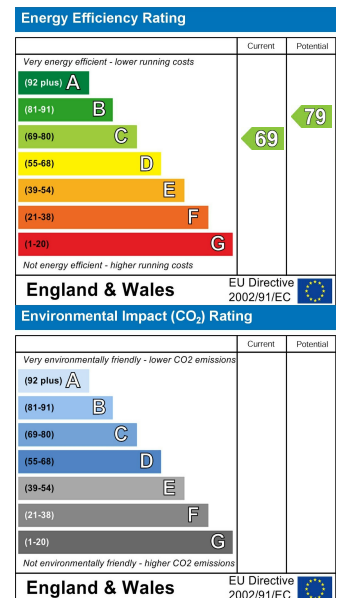 Energy Efficiency Rating
Current Potential
Very energy efficient - lower running costs
(92 plus) A
(81-91) B
(69-80) C
(55-68) D
(39-54) E
(21-38) F
(1-20) G
69
79
Not energy efficient - higher running costs
England & Wales
EU Directive
2002/91/EC
Environmental Impact (CO₂) Rating
Current Potential
Very environmentally friendly - lower CO2 emissions
(92 plus) A
(81-91) B
(69-80) C
(55-68) D
(39-54) E
(21-38) F
(1-20) G
Not environmentally friendly - higher CO2 emissions
England & Wales
EU Directive
2002/91/EC